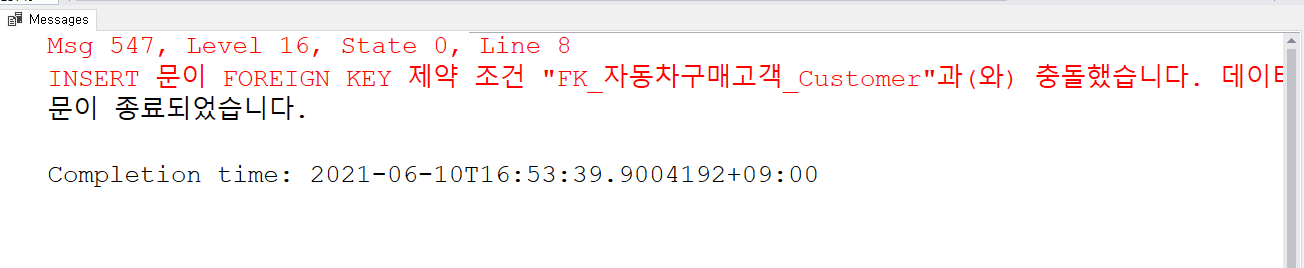 Messages
Msg 547, Level 16, State 0, Line 8
INSERT 문이 FOREIGN KEY 제약 조건 "FK_자동차구매고객_Customer"과(와) 충돌했습니다.
문이 종료되었습니다.
Completion time: 2021-06-10T16:53:39.9004192+09:00